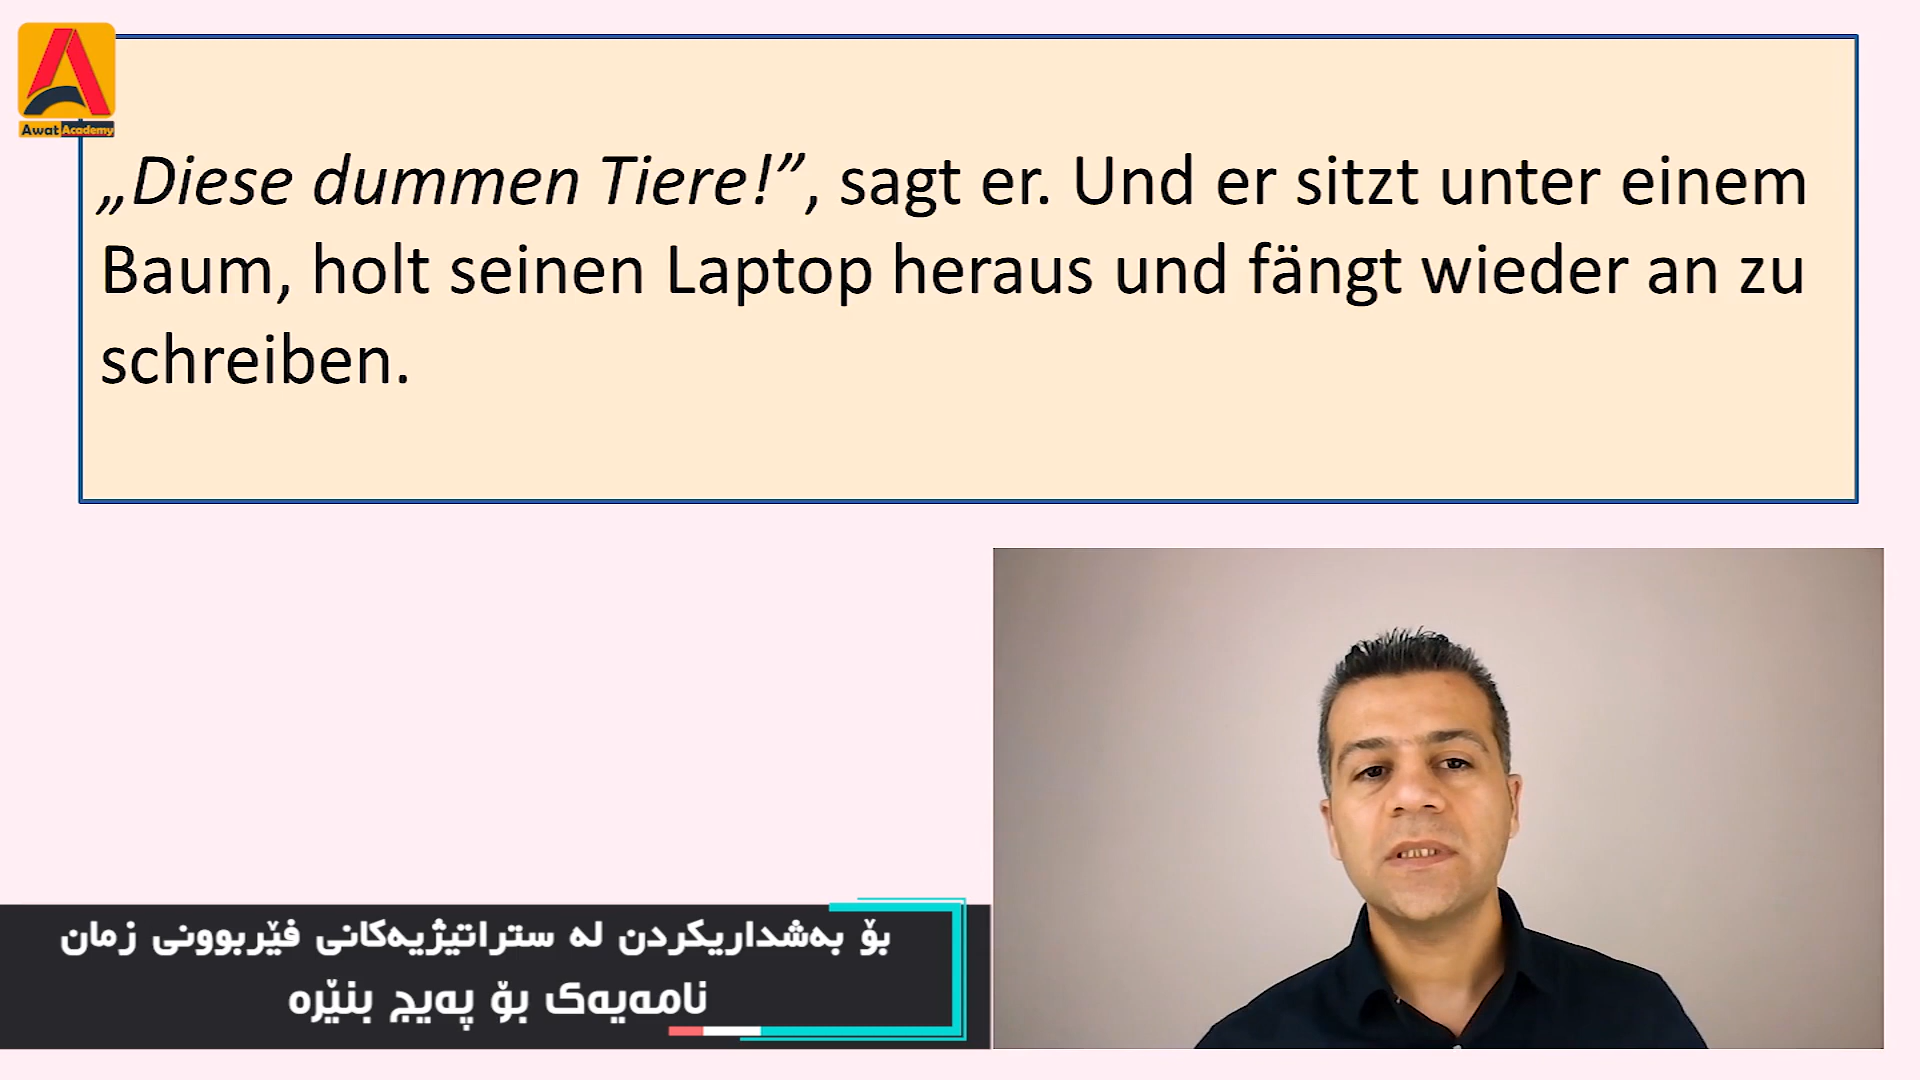 Awat Academy
„Diese dummen Tiere!”, sagt er. Und er sitzt unter einem
Baum, holt seinen Laptop heraus und fängt wieder an zu
schreiben.
بۆ بەشداریکردن لە ستراتیژیەکانی فێربوونی زمان
نامەیەک بۆ پەیج بنێرە